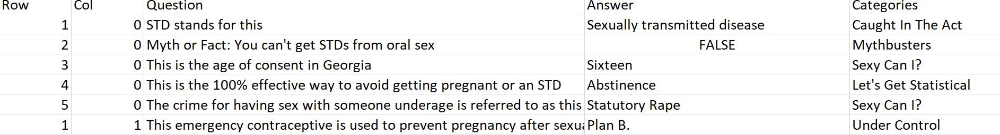 Row Col Question Answer Categories
1 0 STD stands for this Sexually transmitted disease Caught In The Act
2 0 Myth or Fact: You can't get STDs from oral sex FALSE Mythbusters
3 0 This is the age of consent in Georgia Sixteen Sexy Can I?
4 0 This is the 100% effective way to avoid getting pregnant or an STD Abstinence Let's Get Statistical
5 0 The crime for having sex with someone underage is referred to as this Statutory Rape Sexy Can I?
1 1 This emergency contraceptive is used to prevent pregnancy after Plan B. Under Control